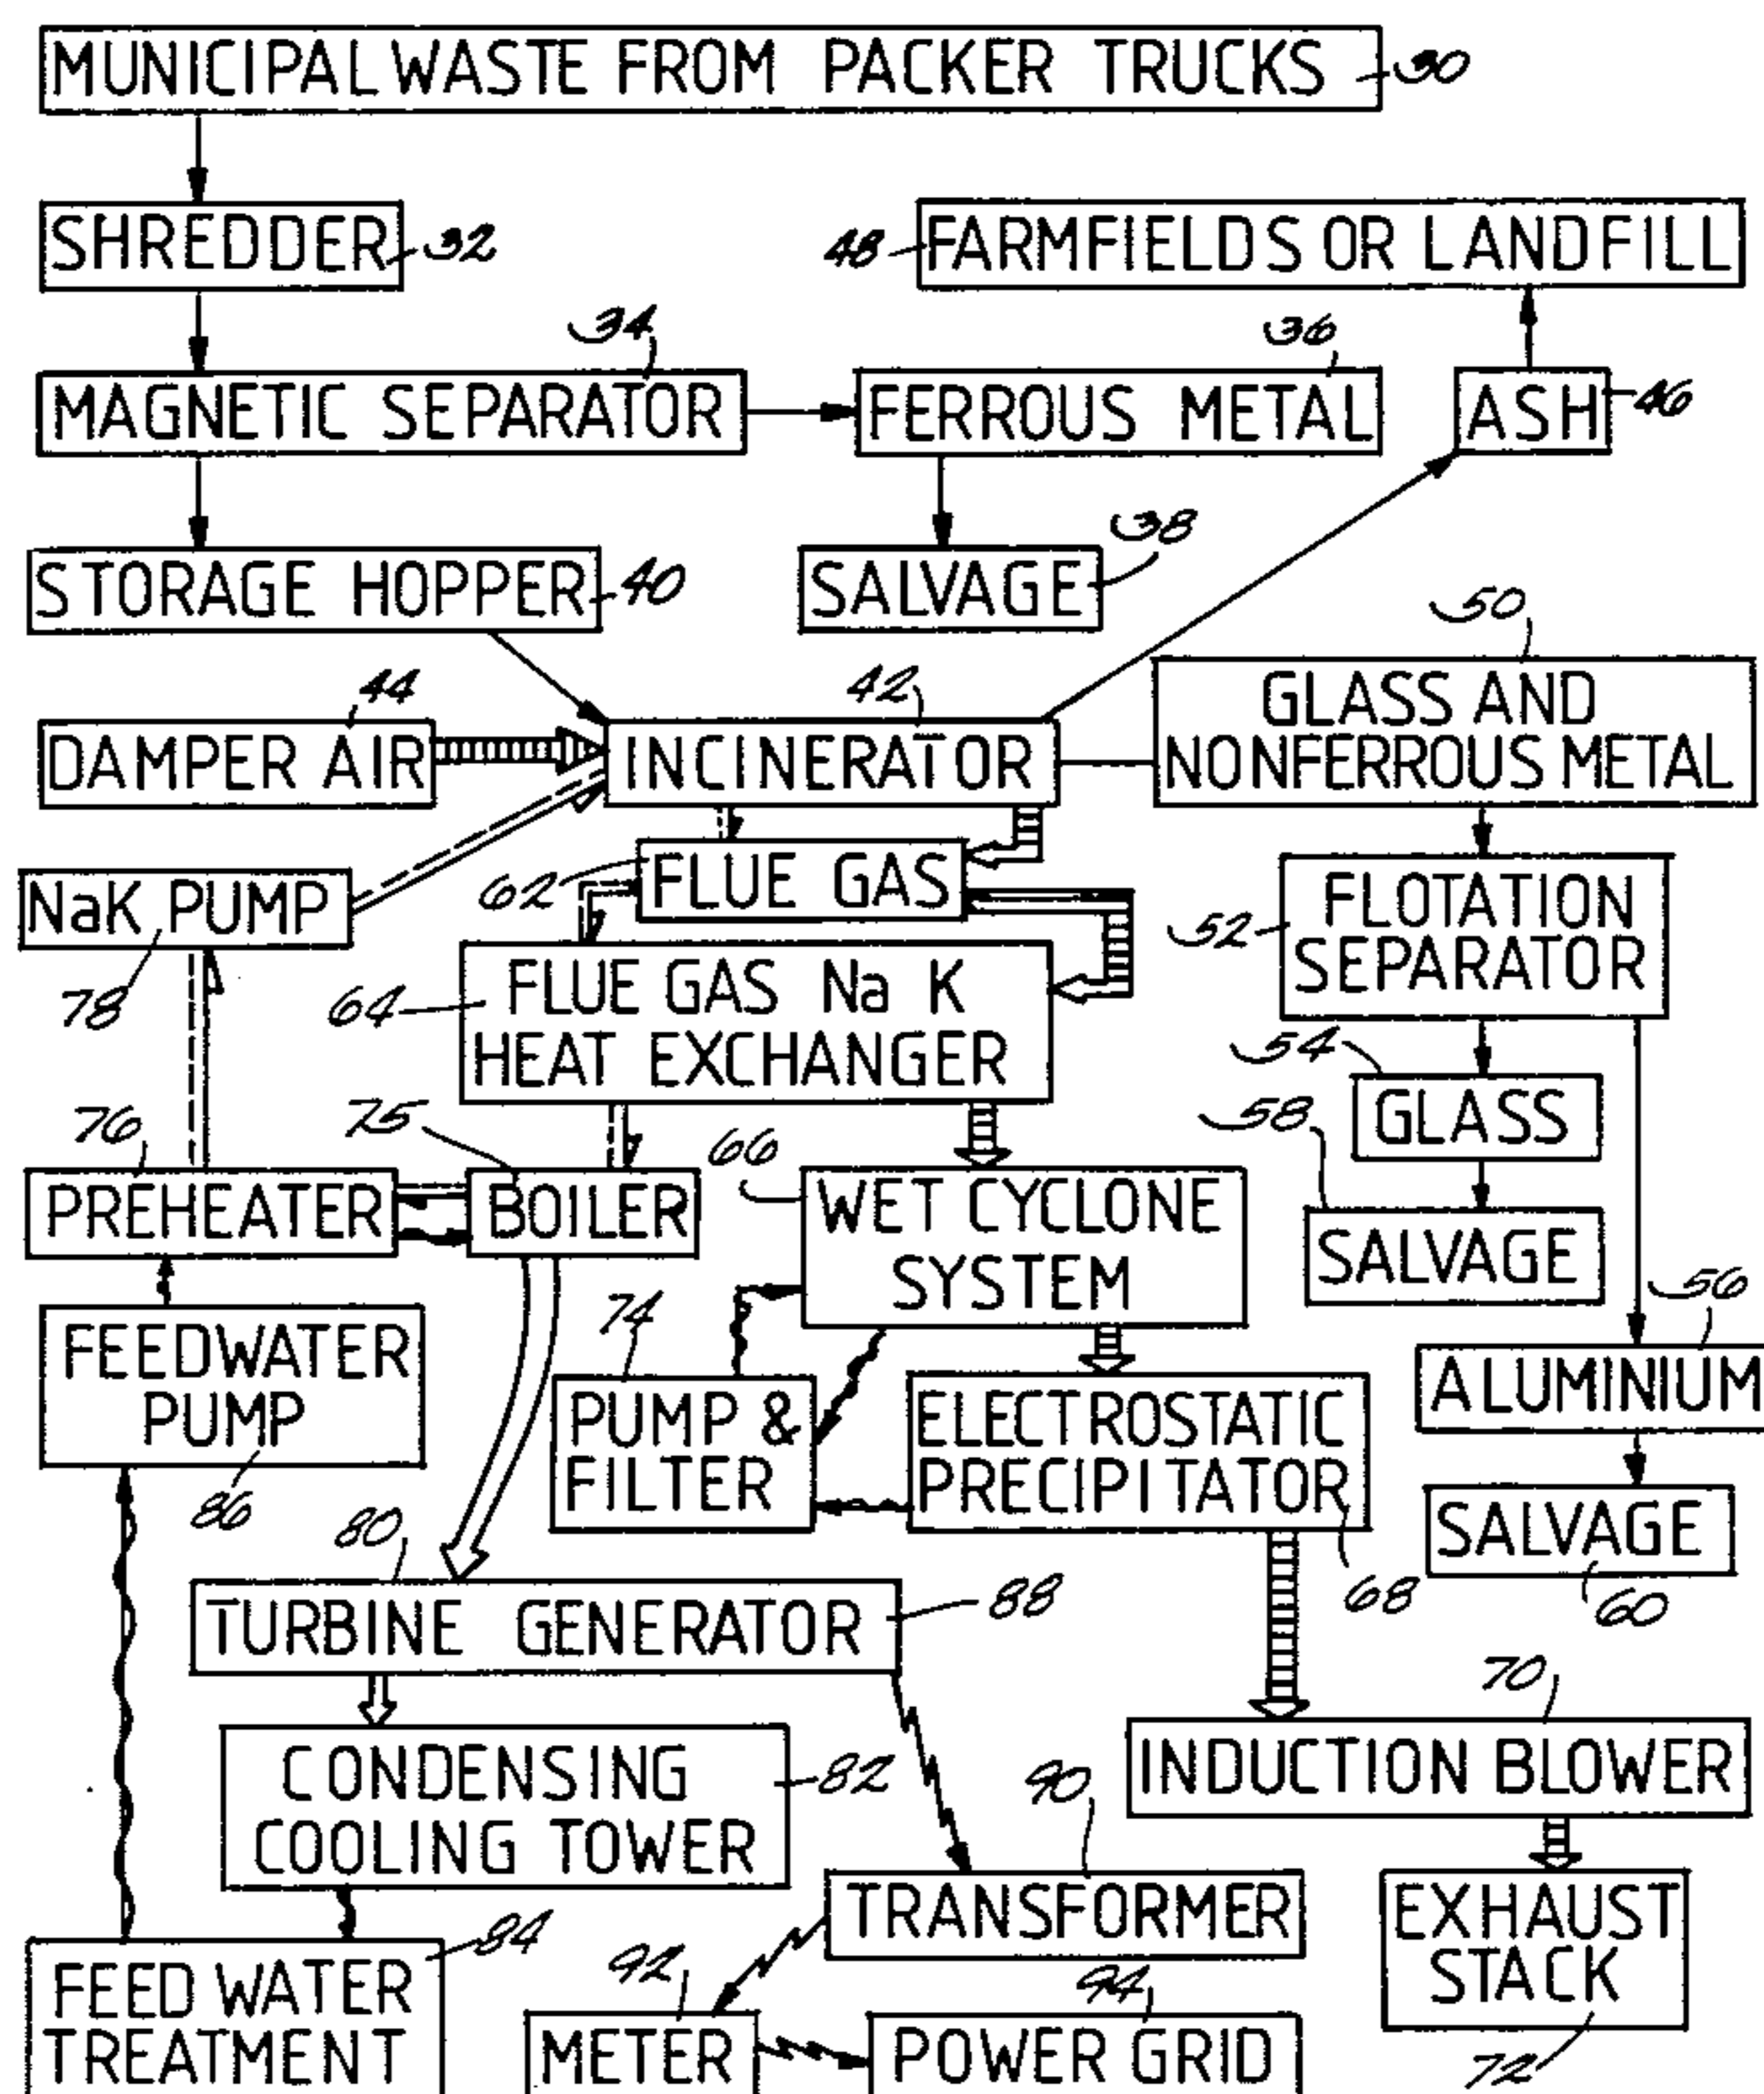 MUNICIPAL WASTE FROM PACKER TRUCKS 30
SHREDDER 32
48 FARMFIELDS OR LANDFILL
34
36
MAGNETIC SEPARATOR
FERROUS METAL
ASH 46
38
STORAGE HOPPER 40
SALVAGE
50
44
42
GLASS AND
NONFERROUS METAL
DAMPER AIR
INCINERATOR
62
FLUE GAS
NaK PUMP
78
52
FLOTATION
SEPARATOR
64
FLUE GAS Na K
HEAT EXCHANGER
54
GLASS
76
75
66
58
PREHEATER
BOILER
WET CYCLONE
SYSTEM
SALVAGE
74
56
FEEDWATER
PUMP
86
PUMP &
FILTER
ELECTROSTATIC
PRECIPITATOR
68
ALUMINIUM
SALVAGE
60
80
TURBINE GENERATOR 88
70
CONDENSING
COOLING TOWER
82
90
INDUCTION BLOWER
TRANSFORMER
EXHAUST
STACK
72
84
FEED WATER
TREATMENT
92
METER
94
POWER GRID